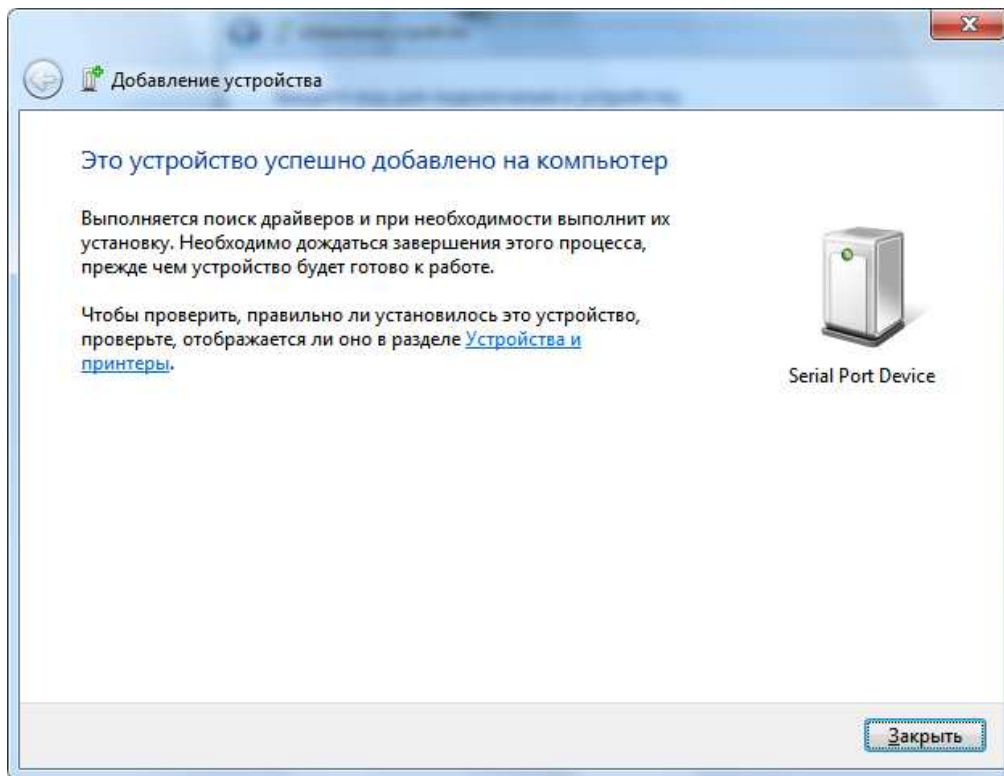 Добавление устройства
Это устройство успешно добавлено на компьютер
Выполняется поиск драйверов и при необходимости выполнит их
установку. Необходимо дождаться завершения этого процесса,
прежде чем устройство будет готово к работе.
Чтобы проверить, правильно ли установилось это устройство,
проверьте, отображается ли оно в разделе Устройства и
принтеры.
Serial Port Device
Закрыть